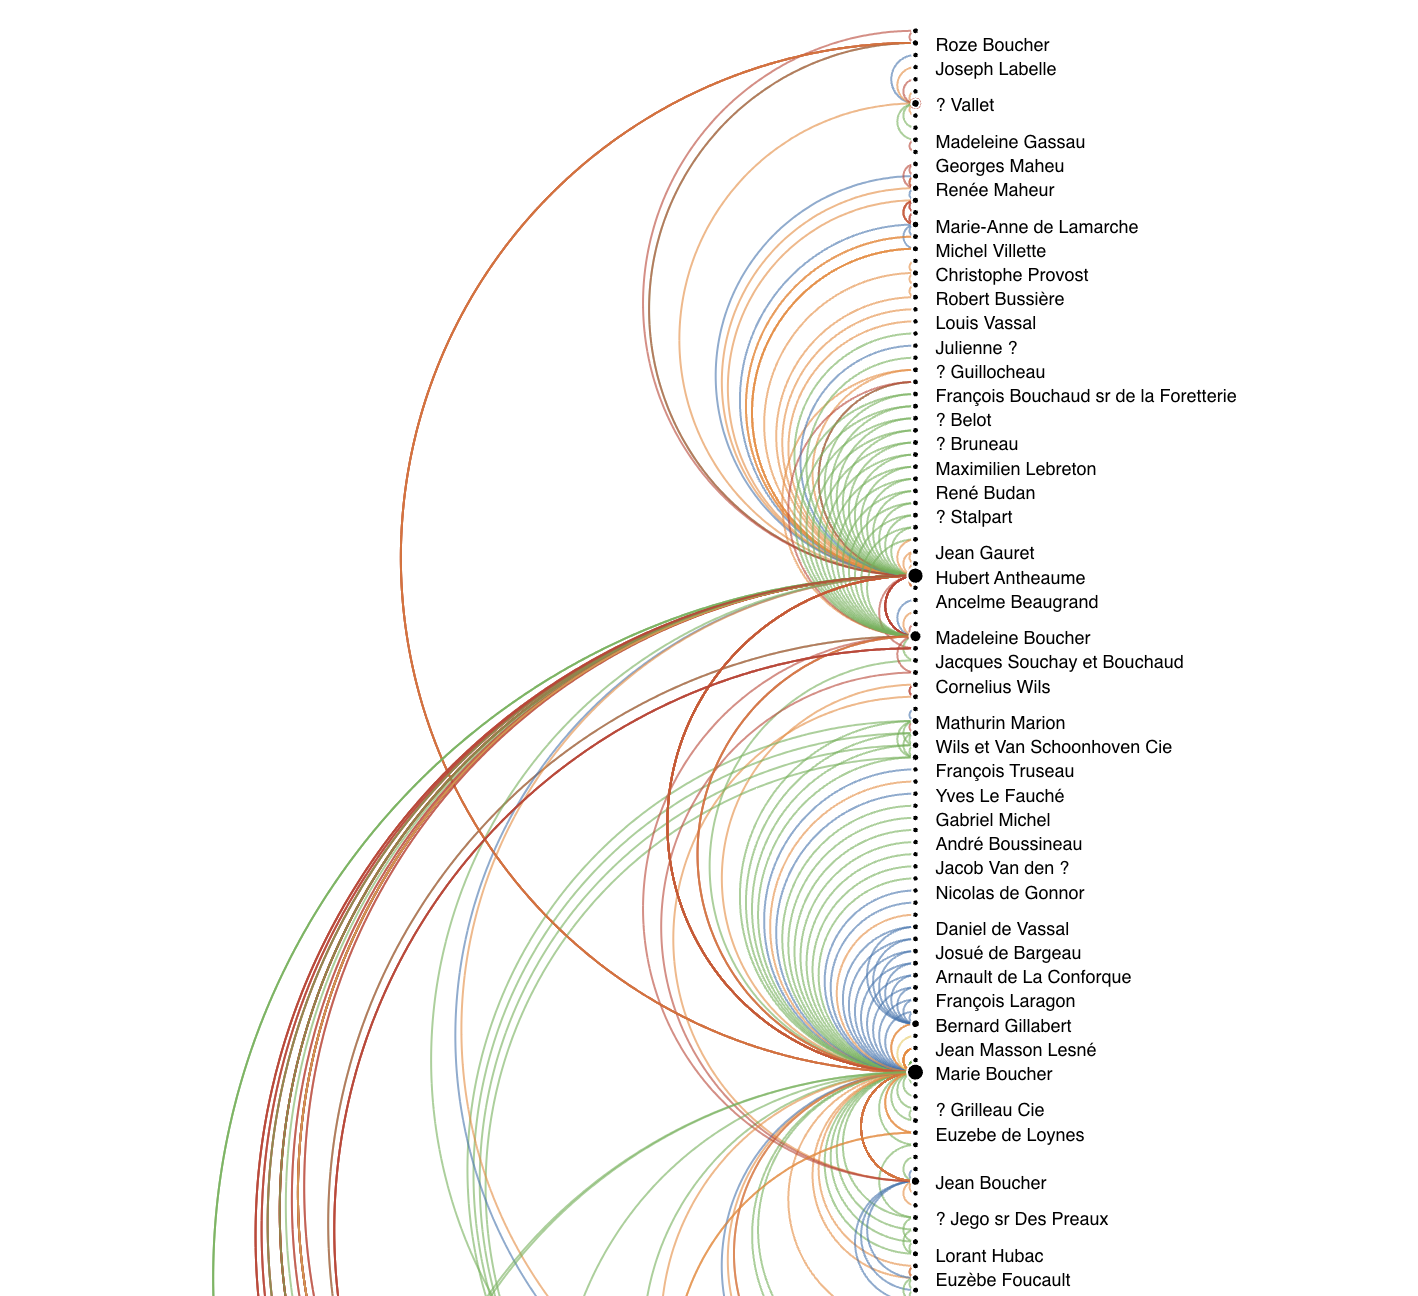 Roze Boucher
Joseph Labelle
? Vallet
Madeleine Gassau
Georges Maheu
Renée Maheur
Marie-Anne de Lamarche
Michel Villette
Christophe Provost
Robert Bussière
Louis Vassal
Julienne ?
? Guillocheau
François Bouchaud sr de la Foretterie
? Belot
? Bruneau
Maximilien Lebreton
René Budan
? Stalpart
Jean Gauret
Hubert Antheaume
Ancelme Beaugrand
Madeleine Boucher
Jacques Souchay et Bouchaud
Cornelius Wils
Mathurin Marion
Wils et Van Schoonhoven Cie
François Truseau
Yves Le Fauché
Gabriel Michel
André Boussineau
Jacob Van den ?
Nicolas de Gonnor
Daniel de Vassal
Josué de Bargeau
Arnault de La Conforque
François Laragon
Bernard Gillabert
Jean Masson Lesné
Marie Boucher
? Grilleau Cie
Euzebe de Loynes
Jean Boucher
? Jego sr Des Preaux
Lorant Hubac
Euzèbe Foucault